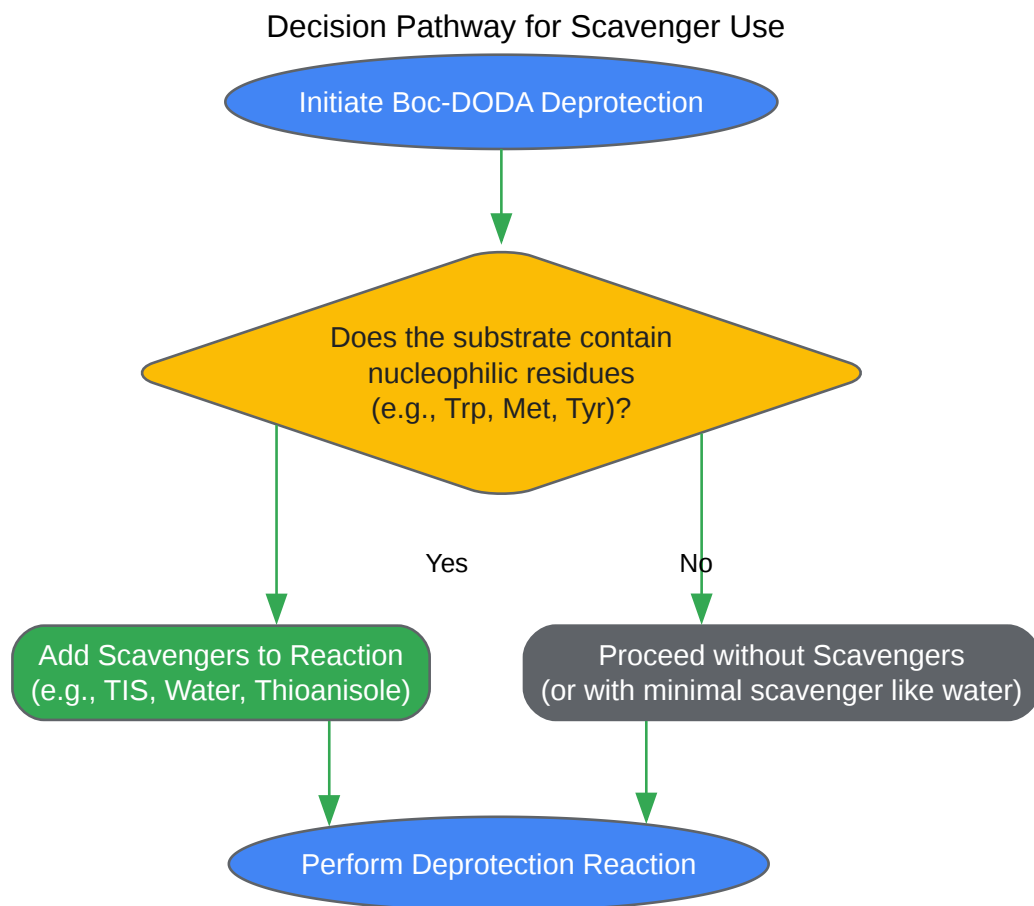 Decision Pathway for Scavenger Use
Initiate Boc-DODA Deprotection
Does the substrate contain
nucleophilic residues
(e.g., Trp, Met, Tyr)?
Yes
No
Add Scavengers to Reaction
(e.g., TIS, Water, Thioanisole)
Proceed without Scavengers
(or with minimal scavenger like water)
Perform Deprotection Reaction